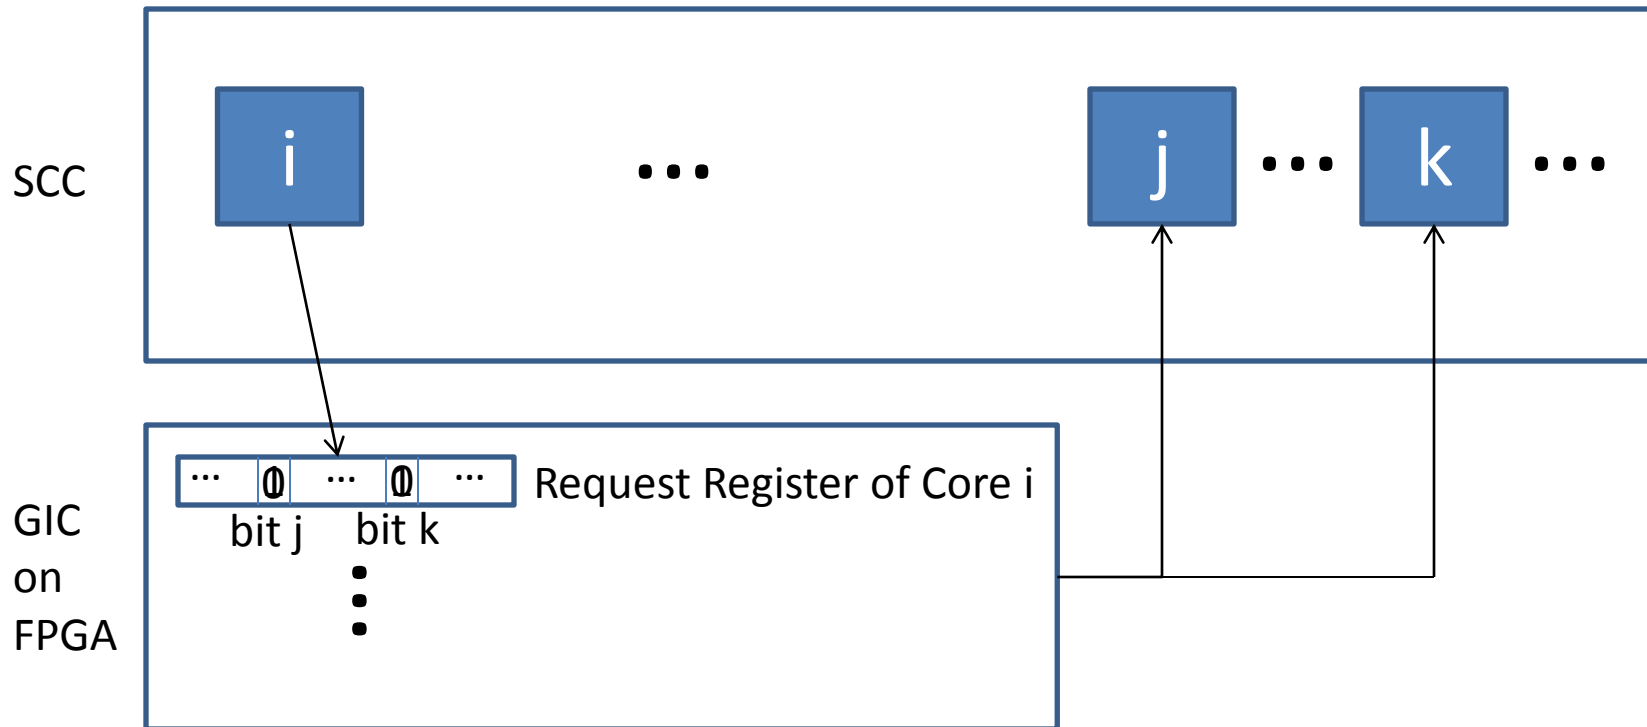 SCC
i
...
j
...
k
...
GIC
on
FPGA
... ... ...
Request Register of Core i
bit j
bit k